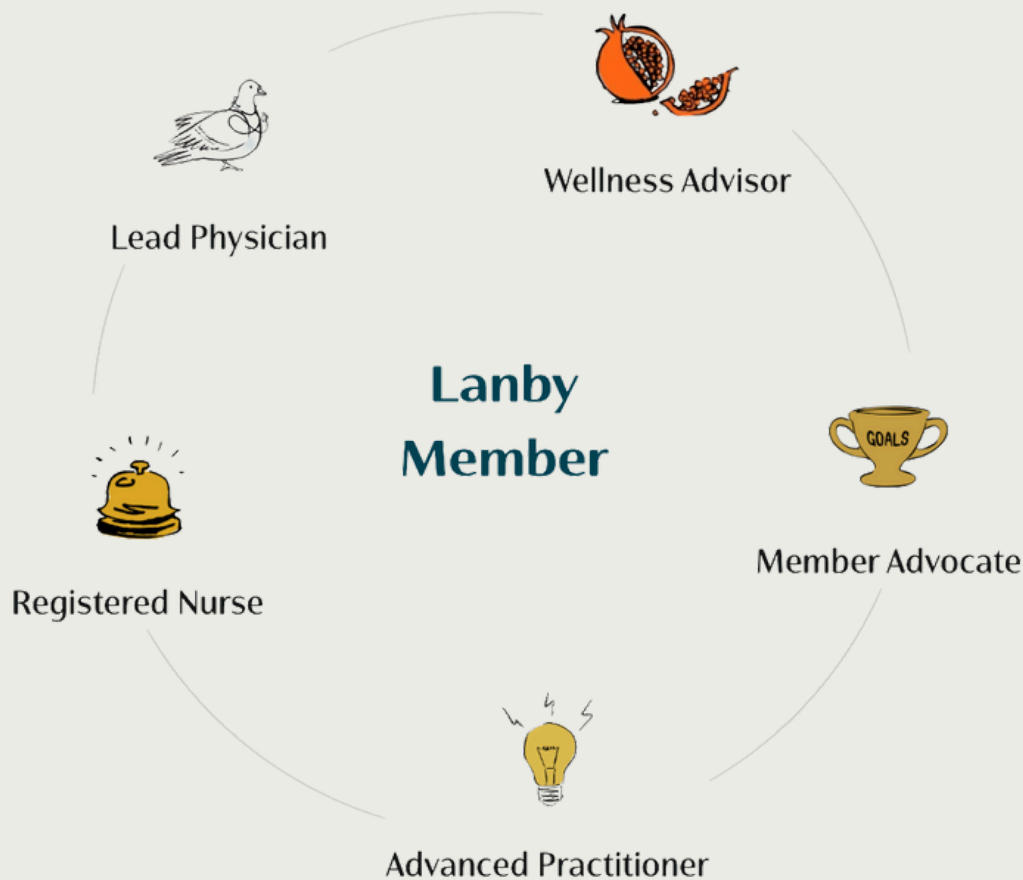 Wellness Advisor
Lead Physician
Lanby
Member
GOALS
Member Advocate
Registered Nurse
Advanced Practitioner